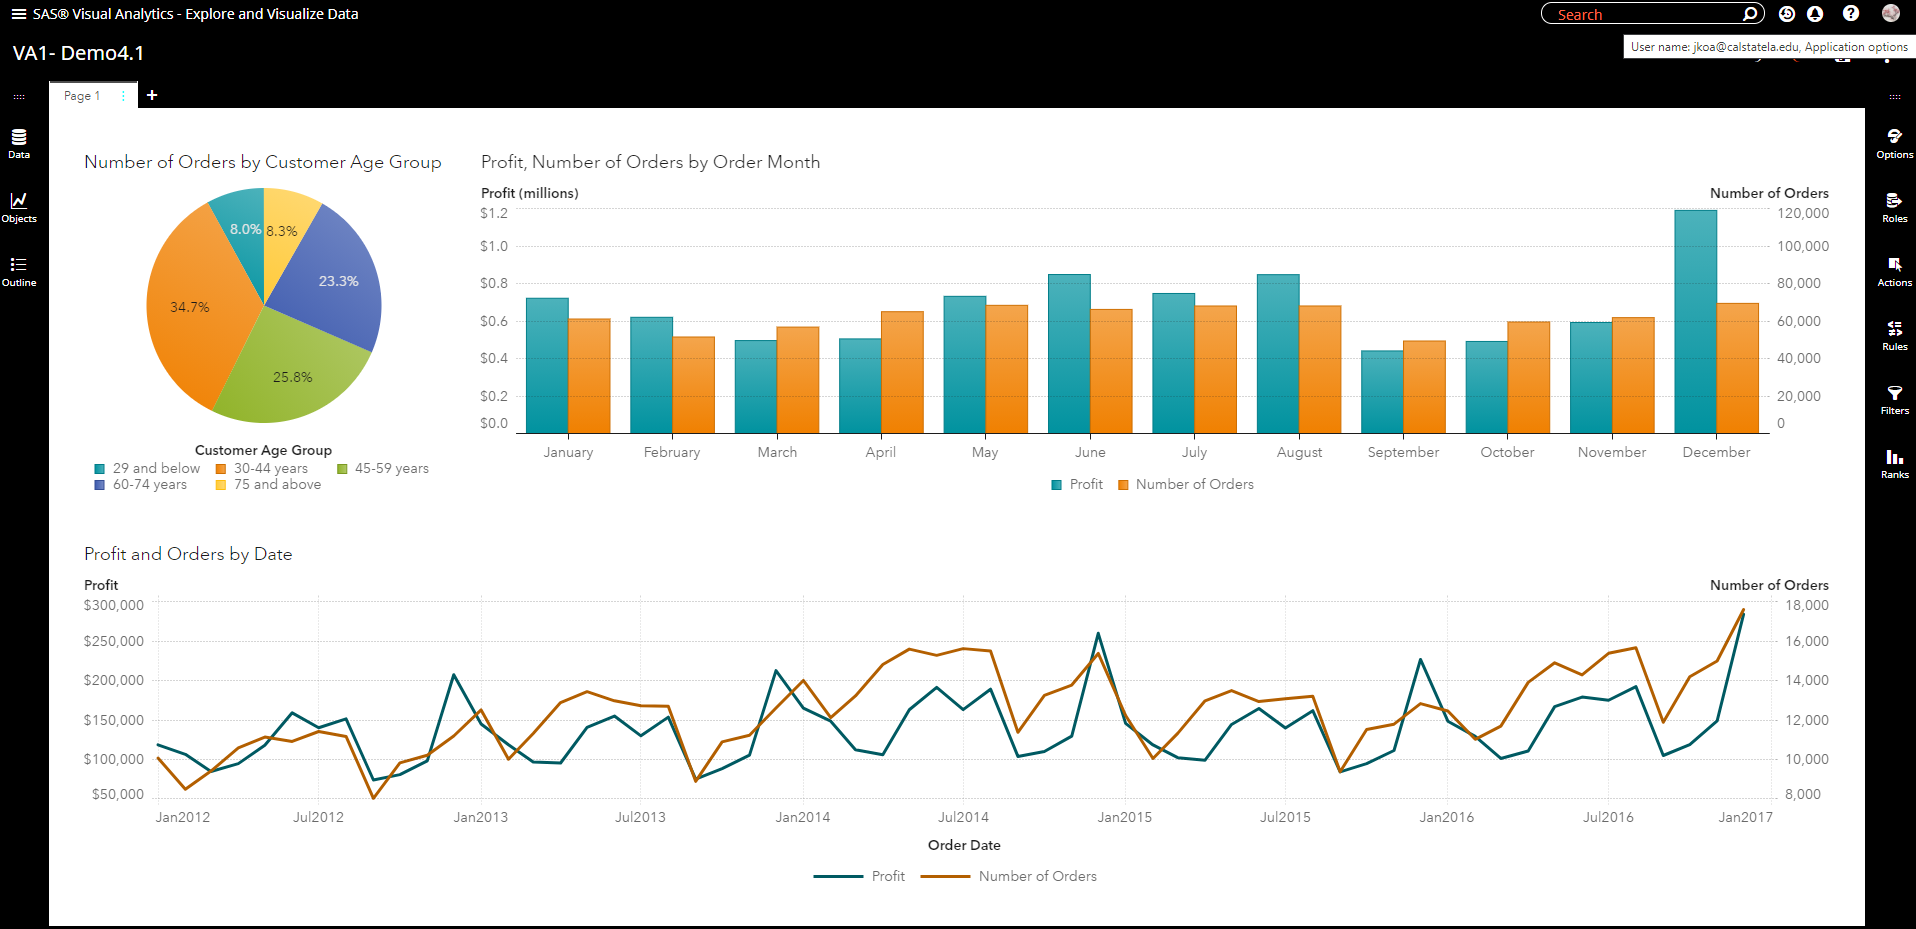 SAS® Visual Analytics - Explore and Visualize Data
Search
VA1- Demo4.1
User name: jkoa@calstatela.edu, Application options
Page 1
Data
Objects
Outline
Options
Roles
Actions
Rules
Filters
Ranks
Number of Orders by Customer Age Group
8.0% 8.3%
23.3%
34.7%
25.8%
Customer Age Group
29 and below 30-44 years 45-59 years
60-74 years 75 and above
Profit, Number of Orders by Order Month
Profit (millions) Number of Orders
$1.2 120,000
$1.0 100,000
$0.8 80,000
$0.6 60,000
$0.4 40,000
$0.2 20,000
$0.0 0
January February March April May June July August September October November December
Profit Number of Orders
Profit and Orders by Date
Profit Number of Orders
$300,000 18,000
$250,000 16,000
$200,000 14,000
$150,000 12,000
$100,000 10,000
$50,000 8,000
Jan2012 Jul2012 Jan2013 Jul2013 Jan2014 Jul2014 Jan2015 Jul2015 Jan2016 Jul2016 Jan2017
Order Date
Profit Number of Orders